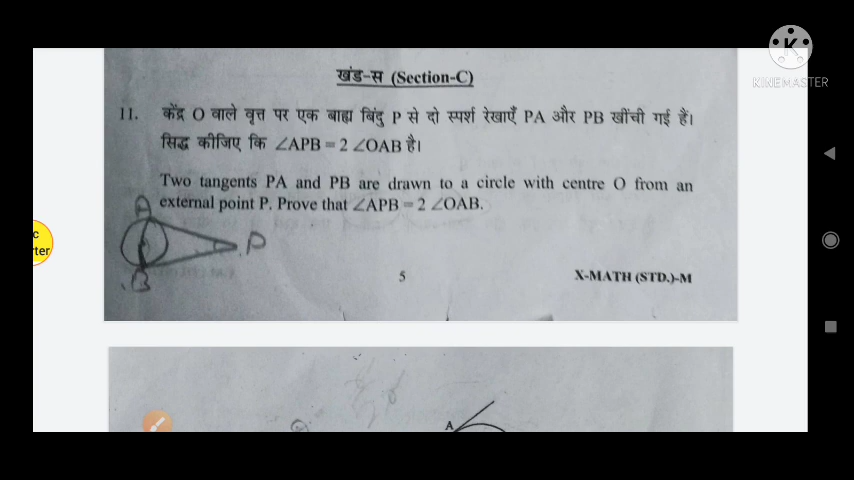 KINEMASTER
खंड-स (Section-C)
11. केंद्र O वाले वृत्त पर एक बाह्य बिंदु P से दो स्पर्श रेखाएँ PA और PB खींची गई हैं।
सिद्ध कीजिए कि ∠APB = 2 ∠OAB है।
Two tangents PA and PB are drawn to a circle with centre O from an
external point P. Prove that ∠APB = 2 ∠OAB.
A
P
B
c
rter
5
X-MATH (STD.)-M
A